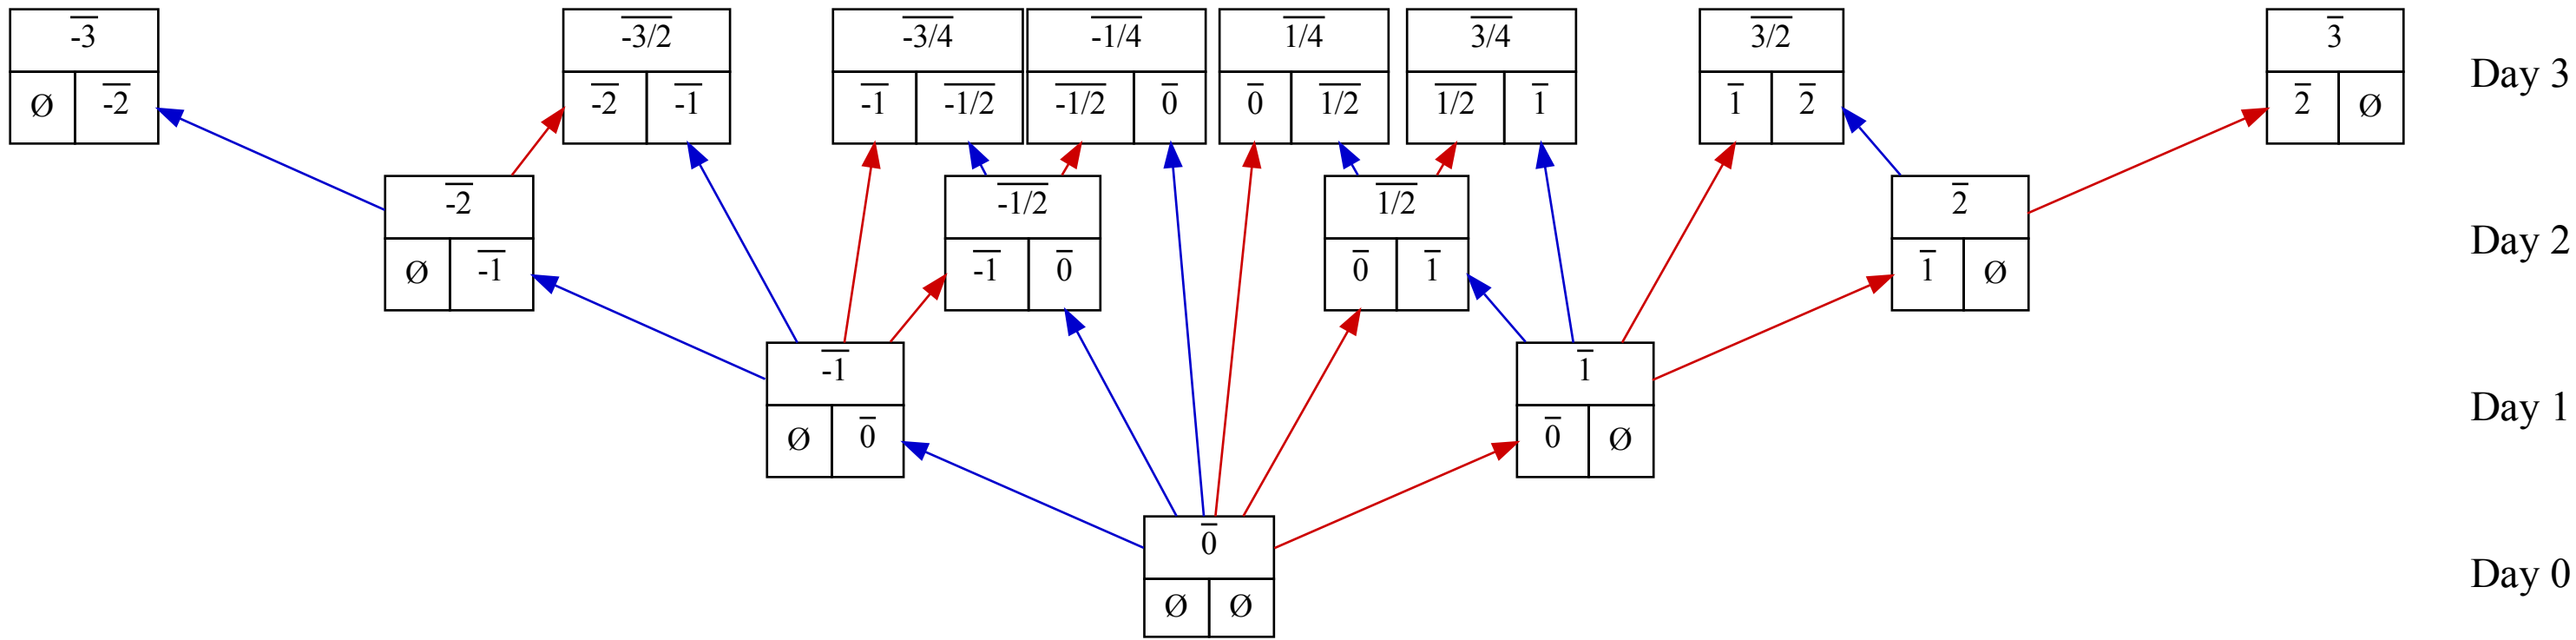 -3 -3/2 -3/4 -1/4 1/4 3/4 3/2 3
Ø -2 -2 -1 -1 -1/2 -1/2 0 0 1/2 1/2 1 1 2 2 Ø Day 3
-2 -1/2 1/2 2
Ø -1 -1 0 0 1 1 Ø Day 2
-1 1
Ø 0 0 Ø Day 1
0
Ø Ø Day 0